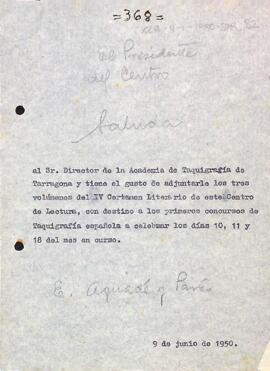 =368=
El Presidente
del Centro
Saluda
al Sr. Director de la Academia de Taquigrafía de
Tarragona y tiene el gusto de adjuntarle los tres
volúmenes del IV Certamen Literario de este Centro
de Lectura, con destino a los primeros concursos de
Taquigrafía española a celebrar los días 10, 11 y
18 del mes en curso.
E. Aguadé y Parés
9 de junio de 1950.